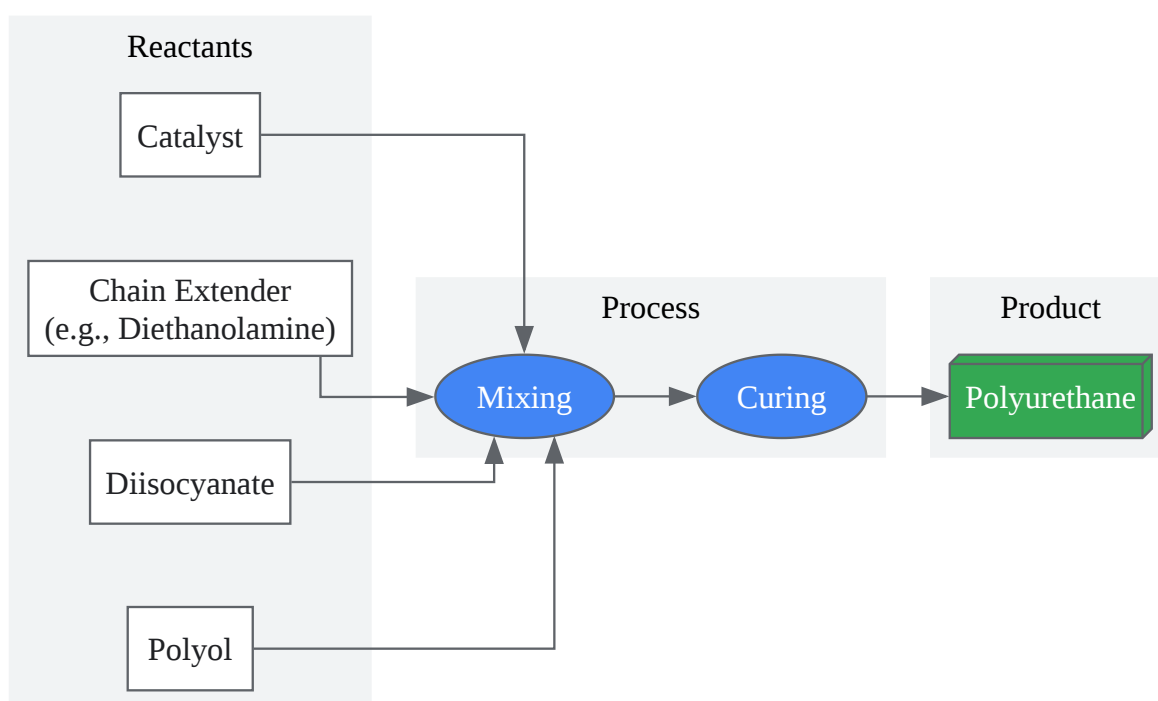 Reactants
Catalyst
Chain Extender
(e.g., Diethanolamine)
Diisocyanate
Polyol
Process
Mixing
Curing
Product
Polyurethane